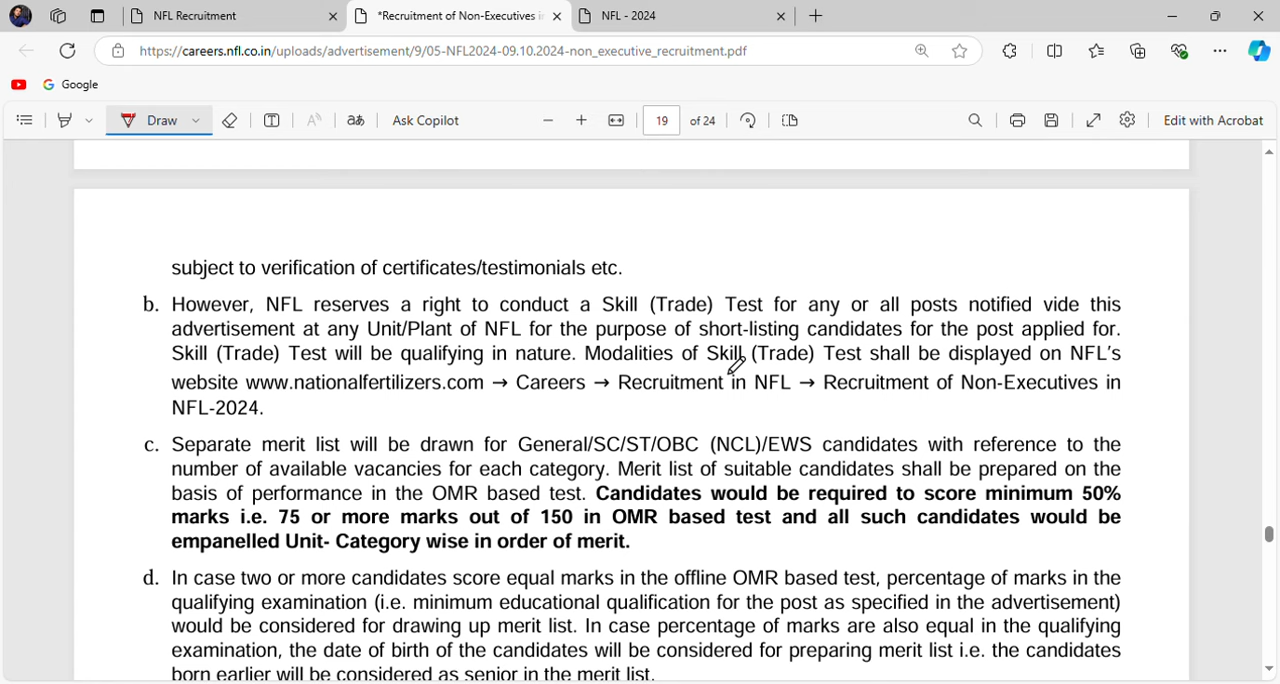 NFL Recruitment
*Recruitment of Non-Executives in
NFL - 2024
https://careers.nfl.co.in/uploads/advertisement/9/05-NFL2024-09.10.2024-non_executive_recruitment.pdf
Google
Draw
aあ
Ask Copilot
19 of 24
Edit with Acrobat
subject to verification of certificates/testimonials etc.
b. However, NFL reserves a right to conduct a Skill (Trade) Test for any or all posts notified vide this
advertisement at any Unit/Plant of NFL for the purpose of short-listing candidates for the post applied for.
Skill (Trade) Test will be qualifying in nature. Modalities of Skill (Trade) Test shall be displayed on NFL's
website www.nationalfertilizers.com → Careers → Recruitment in NFL → Recruitment of Non-Executives in
NFL-2024.
c. Separate merit list will be drawn for General/SC/ST/OBC (NCL)/EWS candidates with reference to the
number of available vacancies for each category. Merit list of suitable candidates shall be prepared on the
basis of performance in the OMR based test. Candidates would be required to score minimum 50%
marks i.e. 75 or more marks out of 150 in OMR based test and all such candidates would be
empanelled Unit- Category wise in order of merit.
d. In case two or more candidates score equal marks in the offline OMR based test, percentage of marks in the
qualifying examination (i.e. minimum educational qualification for the post as specified in the advertisement)
would be considered for drawing up merit list. In case percentage of marks are also equal in the qualifying
examination, the date of birth of the candidates will be considered for preparing merit list i.e. the candidates
born earlier will be considered as senior in the merit list.